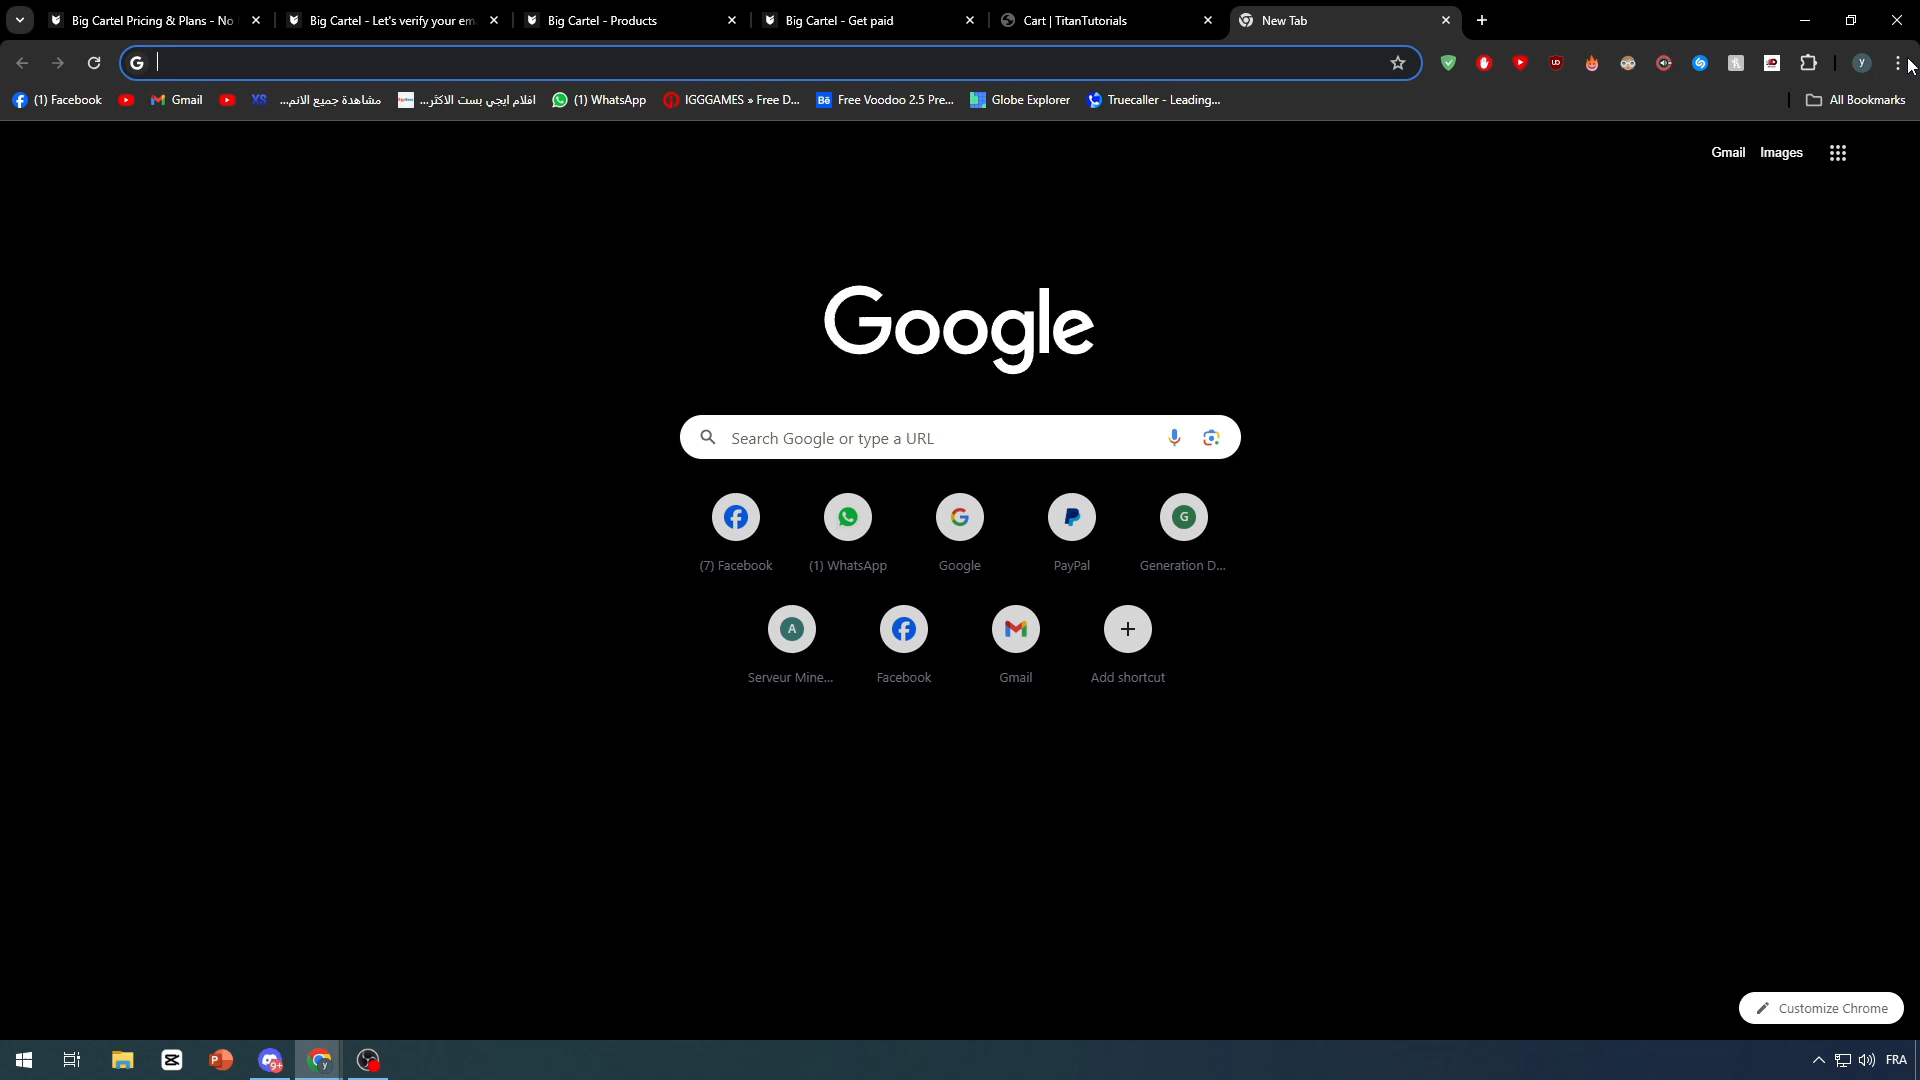 Big Cartel Pricing & Plans - No
Big Cartel - Let's verify your em
Big Cartel - Products
Big Cartel - Get paid
Cart | TitanTutorials
New Tab
(1) Facebook
Gmail
XS
مشاهدة جميع الانم...
افلام ايجي بست الاكثر...
(1) WhatsApp
IGGGAMES » Free D...
Bē
Free Voodoo 2.5 Pre...
Globe Explorer
Truecaller - Leading...
All Bookmarks
Gmail
Images
Google
Search Google or type a URL
(7) Facebook
(1) WhatsApp
Google
PayPal
G
Generation D...
A
Serveur Mine...
Facebook
Gmail
Add shortcut
Customize Chrome
9+
FRA